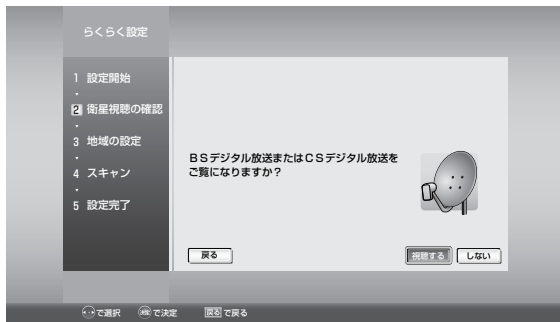 らくらく設定
1 設定開始
2 衛星視聴の確認
3 地域の設定
4 スキャン
5 設定完了
BSデジタル放送またはCSデジタル放送を
ご覧になりますか?
戻る 視聴する しない
で選択 決定 で決定 戻る で戻る